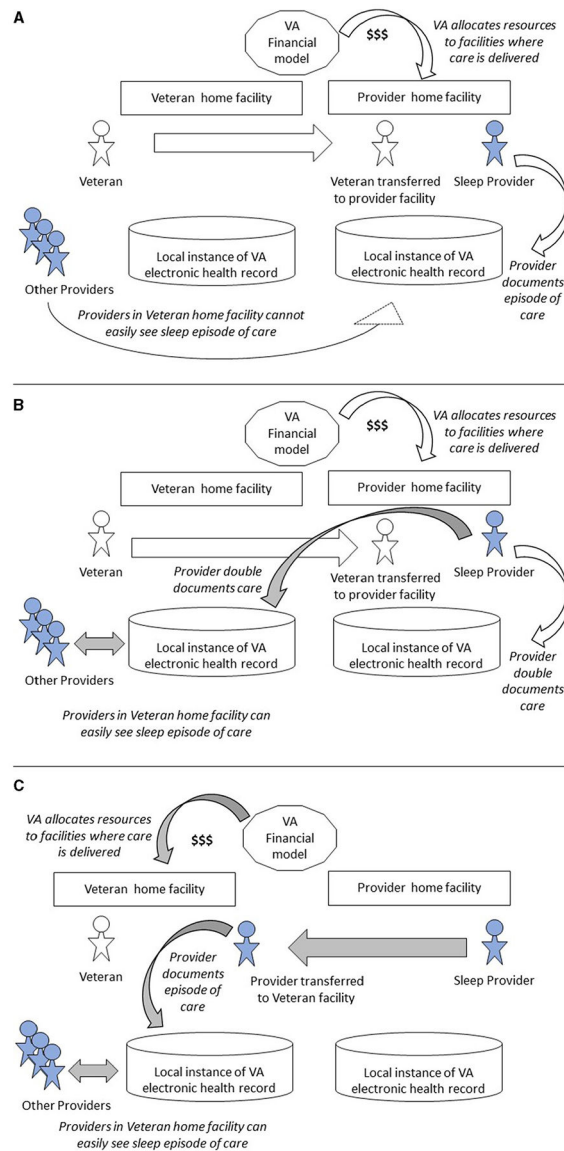 A
VA
Financial
model
$$$
VA allocates resources
to facilities where
care is delivered
Veteran home facility
Provider home facility
Veteran
Veteran transferred
to provider facility
Sleep Provider
Other Providers
Local instance of VA
electronic health record
Local instance of VA
electronic health record
Provider
documents
episode of
care
Providers in Veteran home facility cannot
easily see sleep episode of care
B
VA
Financial
model
$$$
VA allocates resources
to facilities where
care is delivered
Veteran home facility
Provider home facility
Veteran
Provider double
documents care
Veteran transferred
to provider facility
Sleep Provider
Other Providers
Local instance of VA
electronic health record
Local instance of VA
electronic health record
Provider
double
documents
care
Providers in Veteran home facility can
easily see sleep episode of care
C
VA allocates resources
to facilities where care
is delivered
$$$
VA
Financial
model
Veteran home facility
Provider home facility
Veteran
Provider
documents
episode of
care
Provider transferred
to Veteran facility
Sleep Provider
Other Providers
Local instance of VA
electronic health record
Local instance of VA
electronic health record
Providers in Veteran home facility can
easily see sleep episode of care